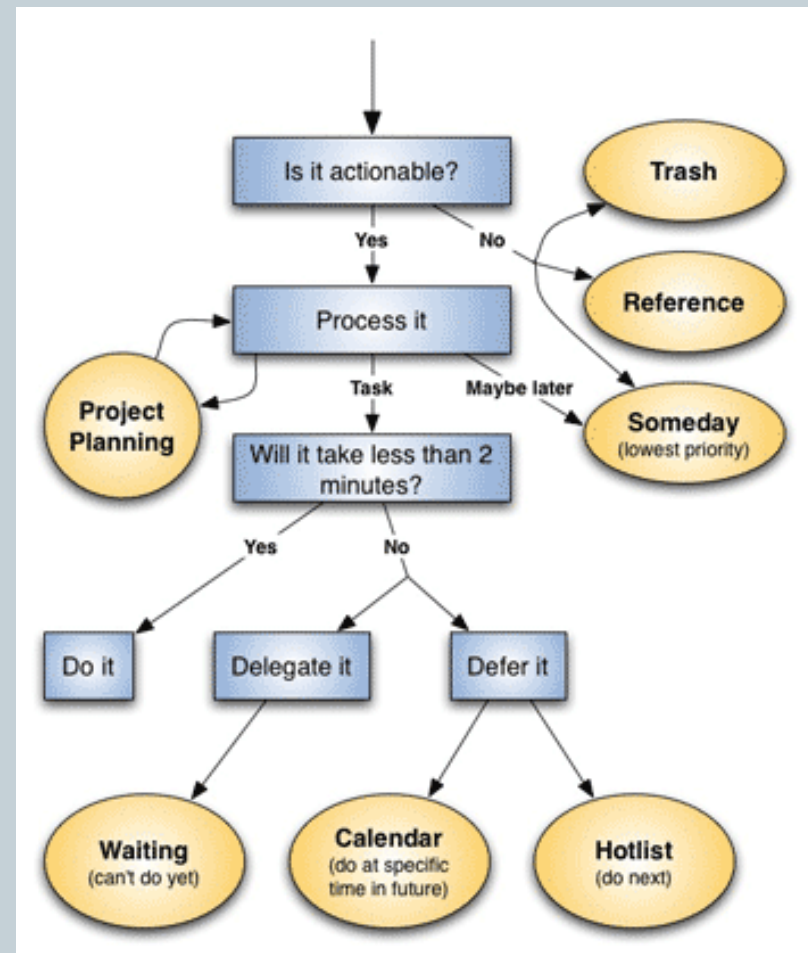 Is it actionable?
Trash
Yes
No
Reference
Process it
Project
Planning
Task
Maybe later
Someday
(lowest priority)
Will it take less than 2
minutes?
Yes
No
Do it
Delegate it
Defer it
Waiting
(can't do yet)
Calendar
(do at specific
time in future)
Hotlist
(do next)